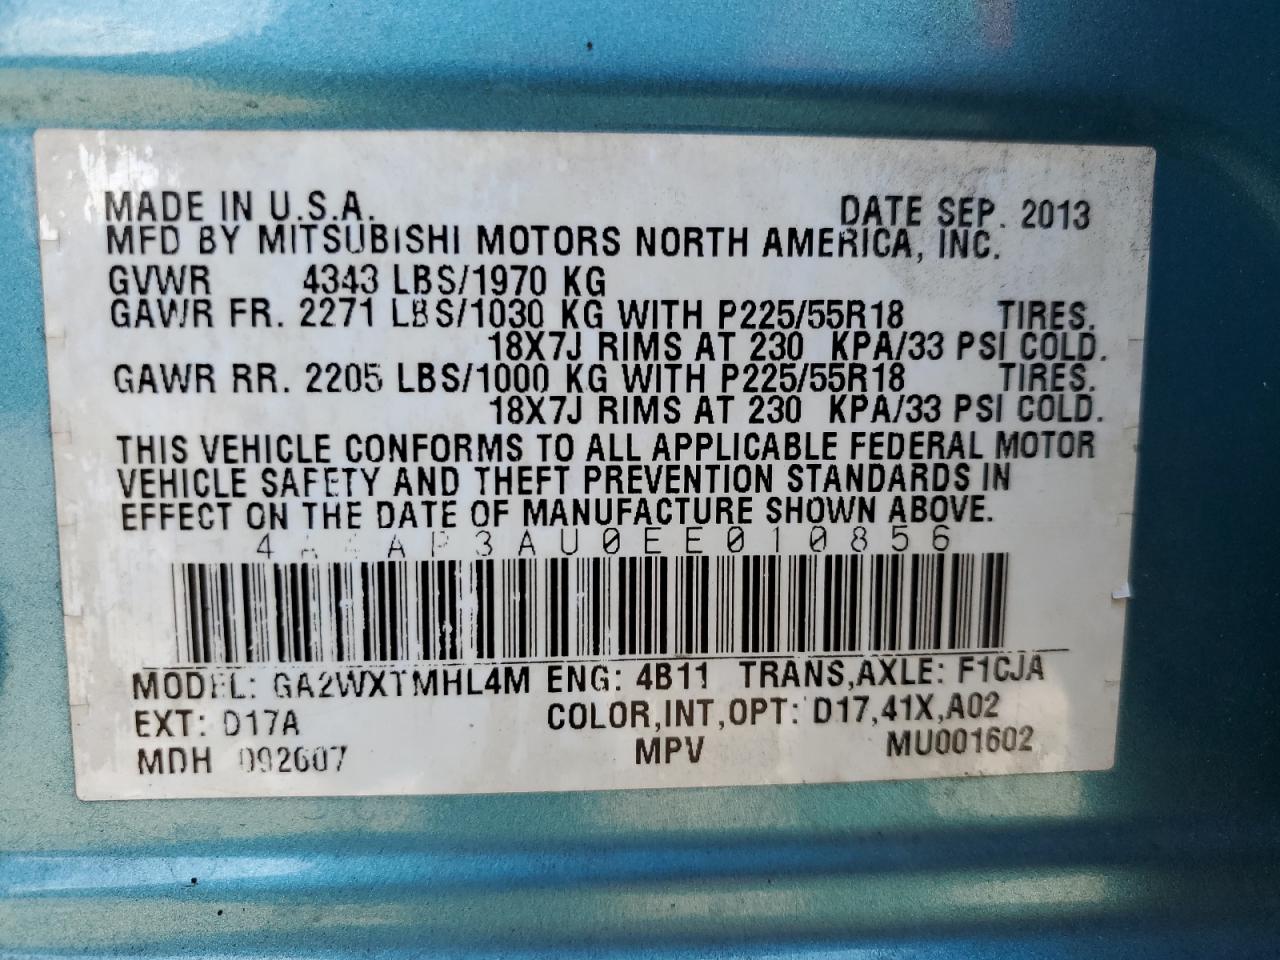 MADE IN U.S.A. DATE SEP. 2013
MFD BY MITSUBISHI MOTORS NORTH AMERICA, INC.
GVWR 4343 LBS/1970 KG
GAWR FR. 2271 LBS/1030 KG WITH P225/55R18 TIRES.
18X7J RIMS AT 230 KPA/33 PSI COLD.
GAWR RR. 2205 LBS/1000 KG WITH P225/55R18 TIRES.
18X7J RIMS AT 230 KPA/33 PSI COLD.
THIS VEHICLE CONFORMS TO ALL APPLICABLE FEDERAL MOTOR
VEHICLE SAFETY AND THEFT PREVENTION STANDARDS IN
EFFECT ON THE DATE OF MANUFACTURE SHOWN ABOVE.
4A4AP3AU0EE010856
MODEL: GA2WXTMHL4M ENG: 4B11 TRANS,AXLE: F1CJA
EXT: D17A COLOR,INT,OPT: D17,41X,A02
MDH 092607 MPV MU001602